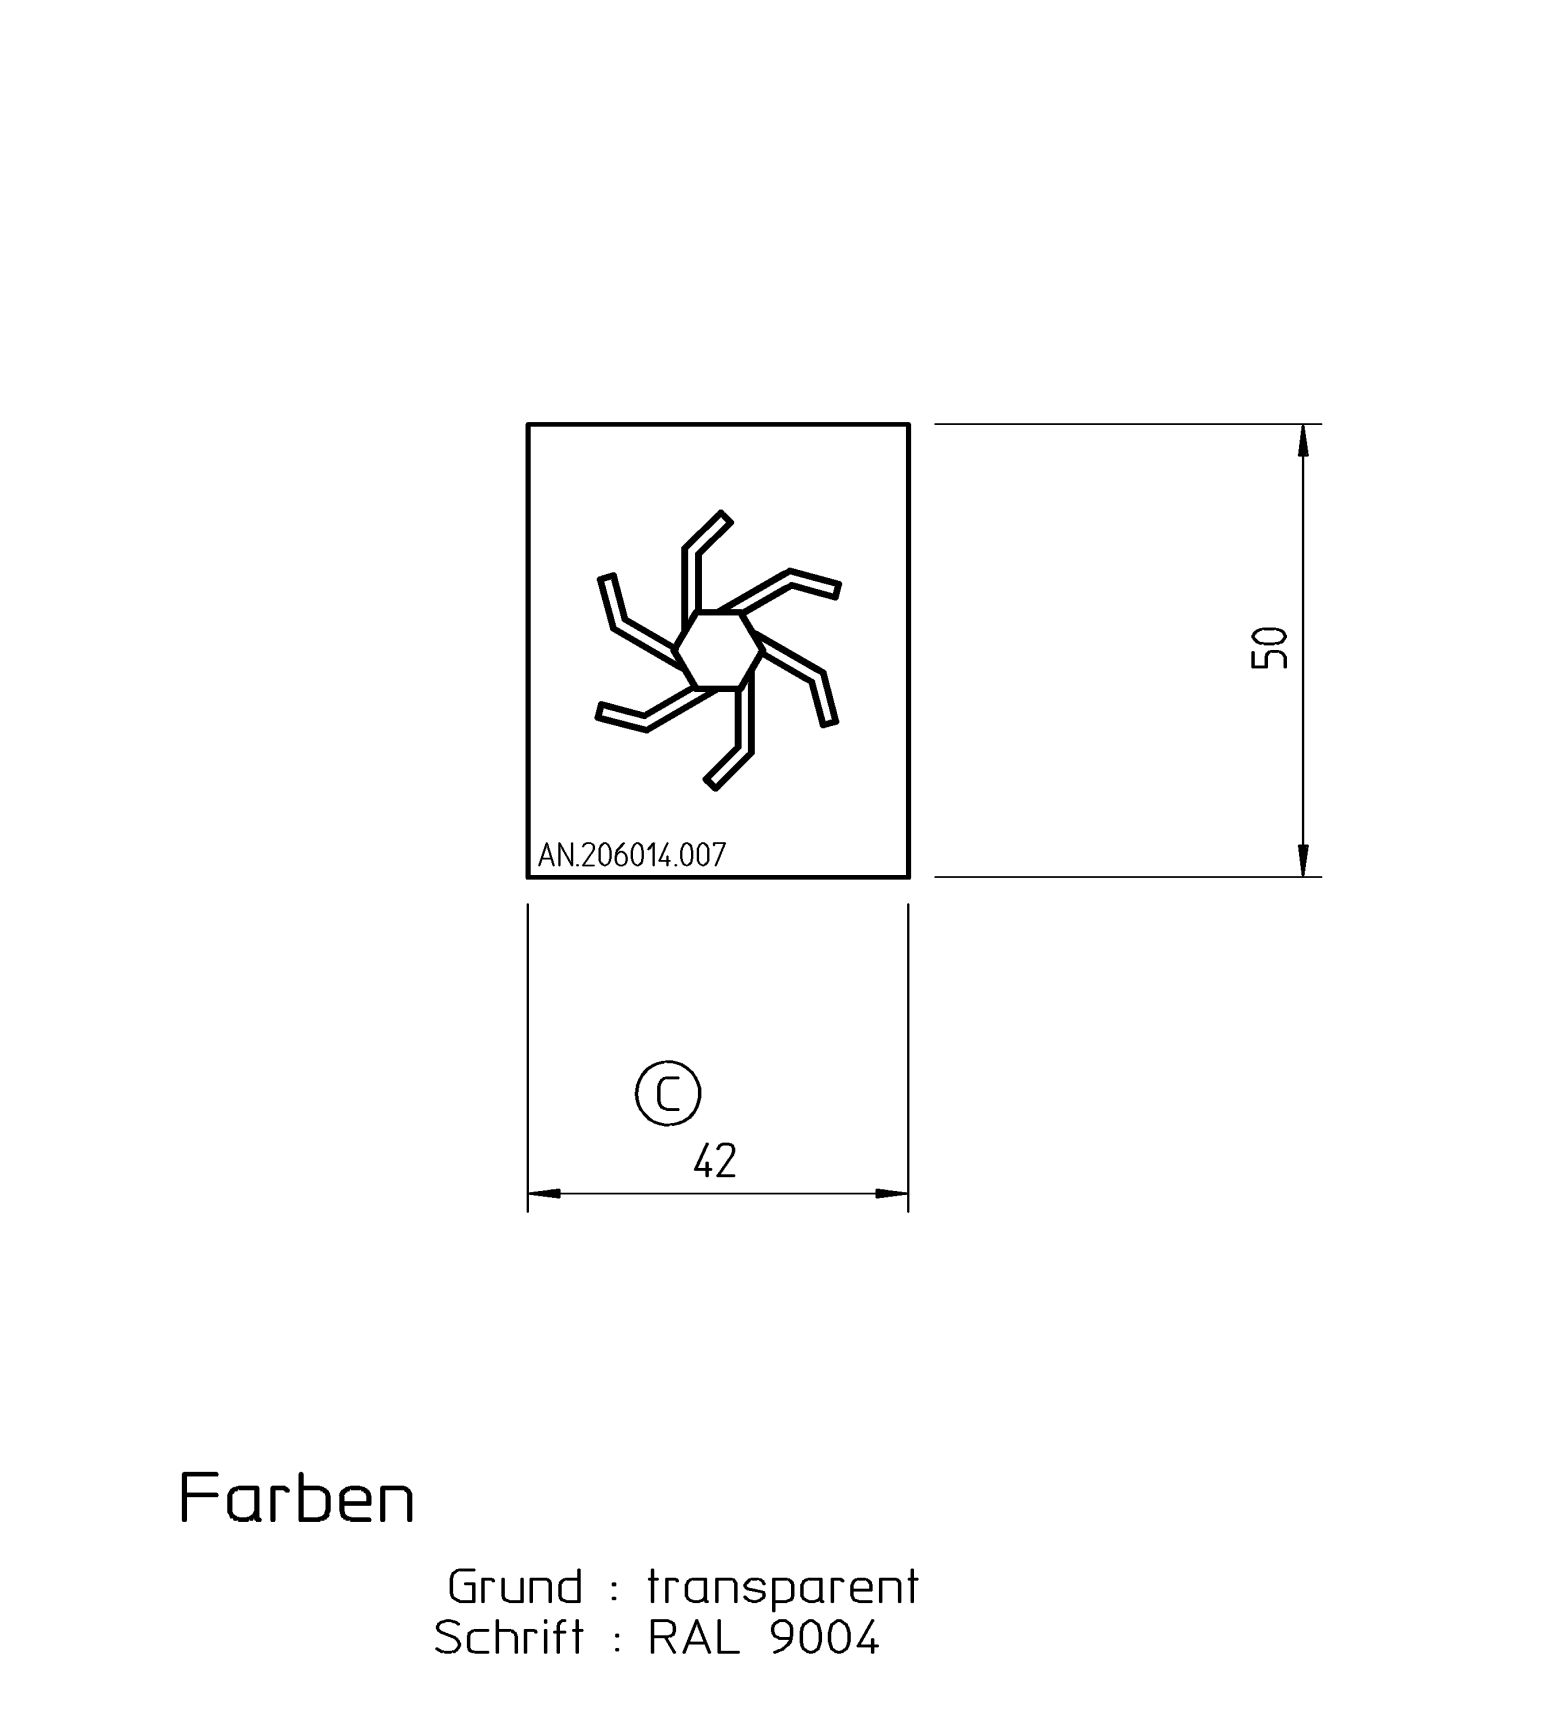 AN.206014.007
50
C
42
Farben
Grund : transparent
Schrift : RAL 9004